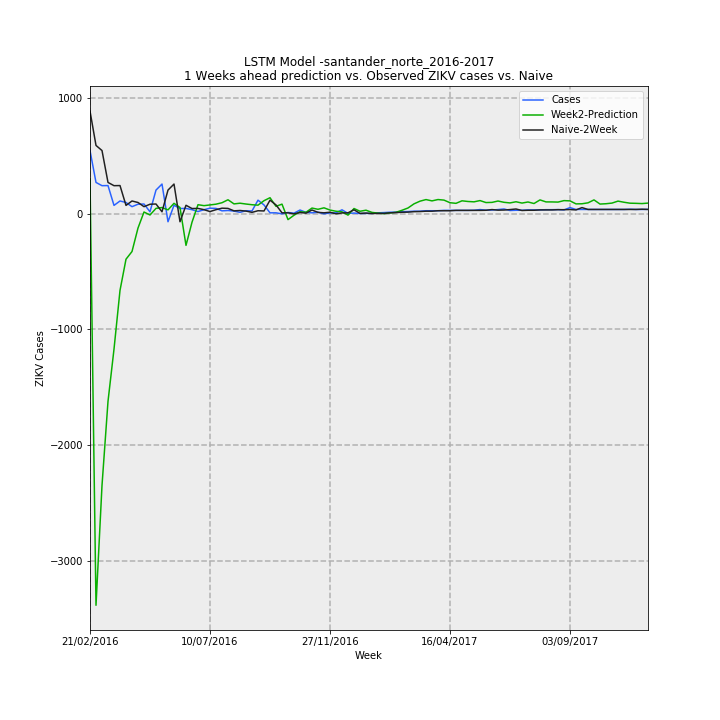 LSTM Model -santander_norte_2016-2017
1 Weeks ahead prediction vs. Observed ZIKV cases vs. Naive
Cases
Week2-Prediction
Naive-2Week
1000
0
−1000
−2000
−3000
ZIKV Cases
21/02/2016
10/07/2016
27/11/2016
16/04/2017
03/09/2017
Week